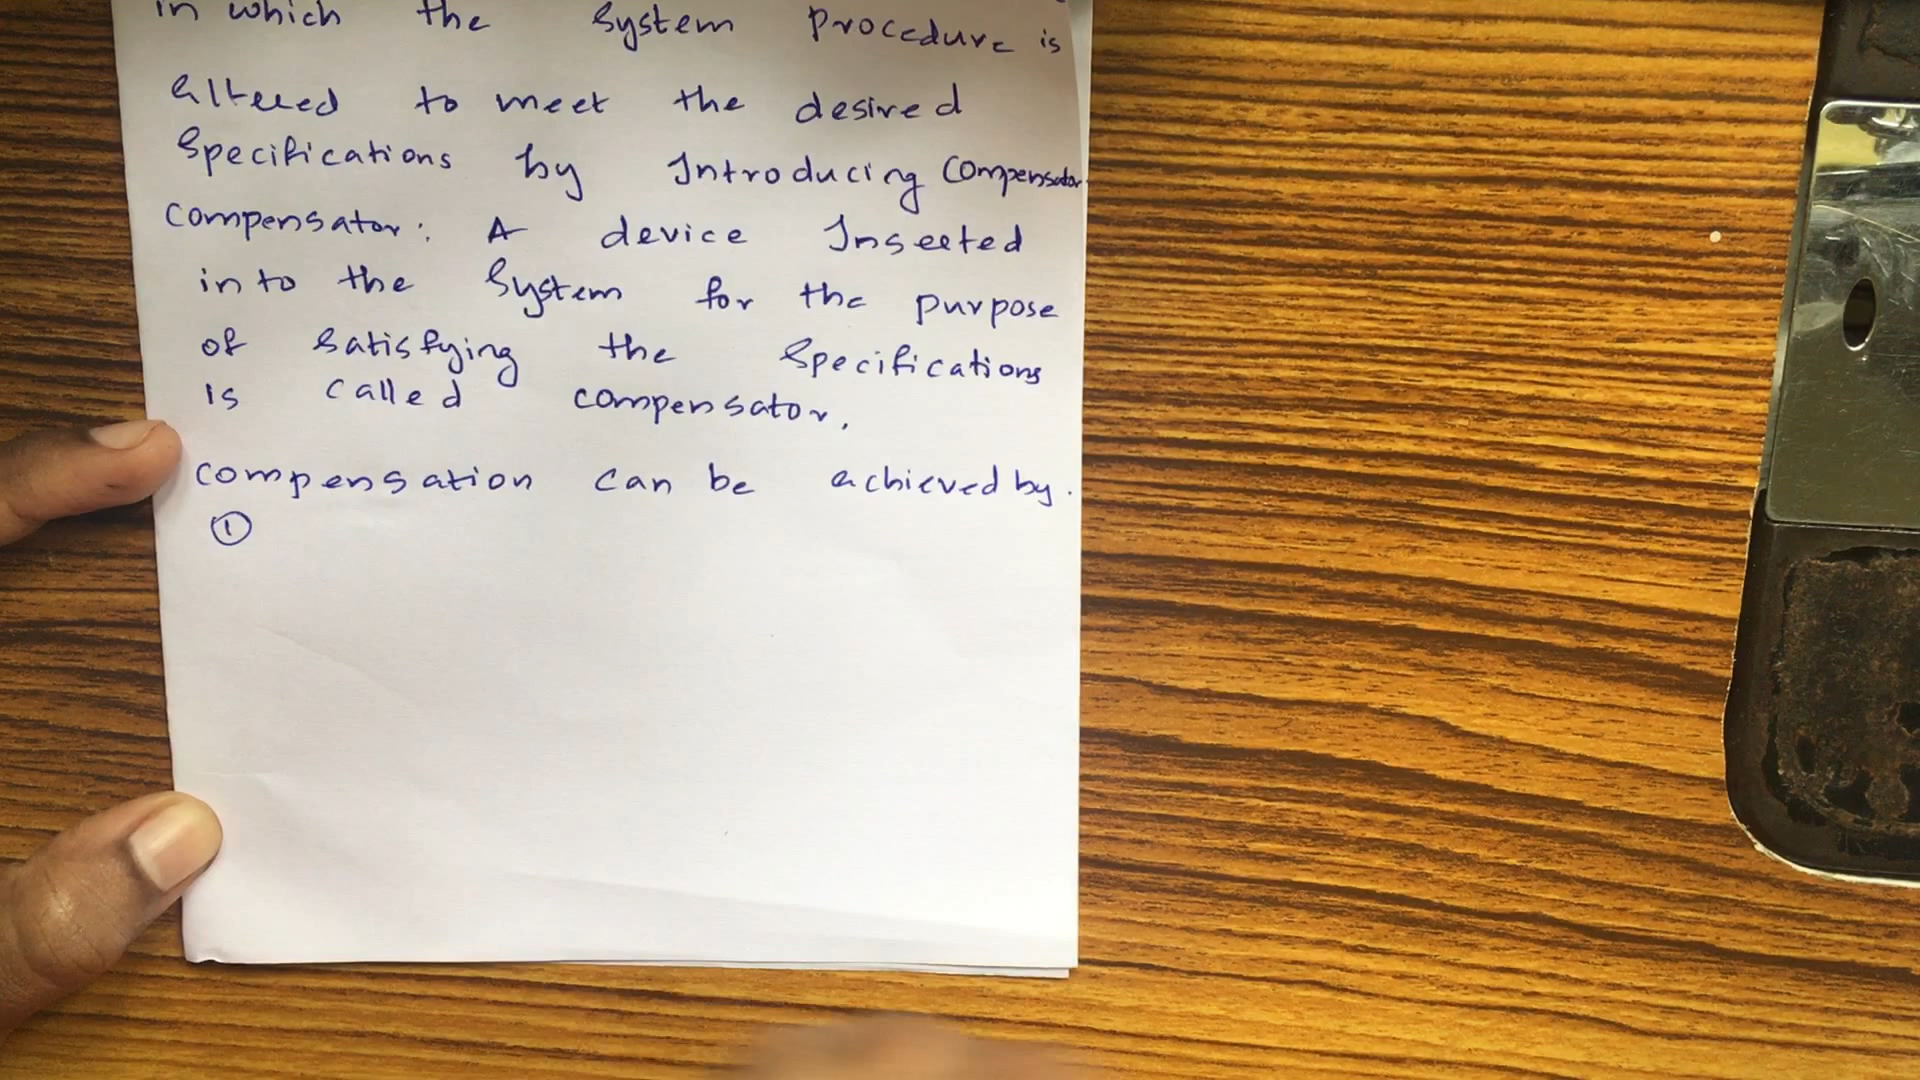 in which the system procedure is
altered to meet the desired
specifications by Introducing compensator.
compensator: A device Inserted
into the system for the purpose
of satisfying the specifications
is called compensator.
compensation can be achieved by.
①